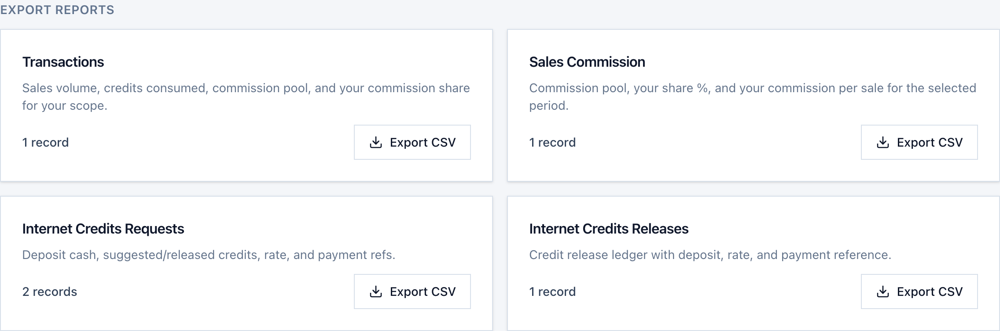 EXPORT REPORTS
Transactions
Sales volume, credits consumed, commission pool, and your commission share
for your scope.
1 record
Export CSV
Sales Commission
Commission pool, your share %, and your commission per sale for the selected
period.
1 record
Export CSV
Internet Credits Requests
Deposit cash, suggested/released credits, rate, and payment refs.
2 records
Export CSV
Internet Credits Releases
Credit release ledger with deposit, rate, and payment reference.
1 record
Export CSV